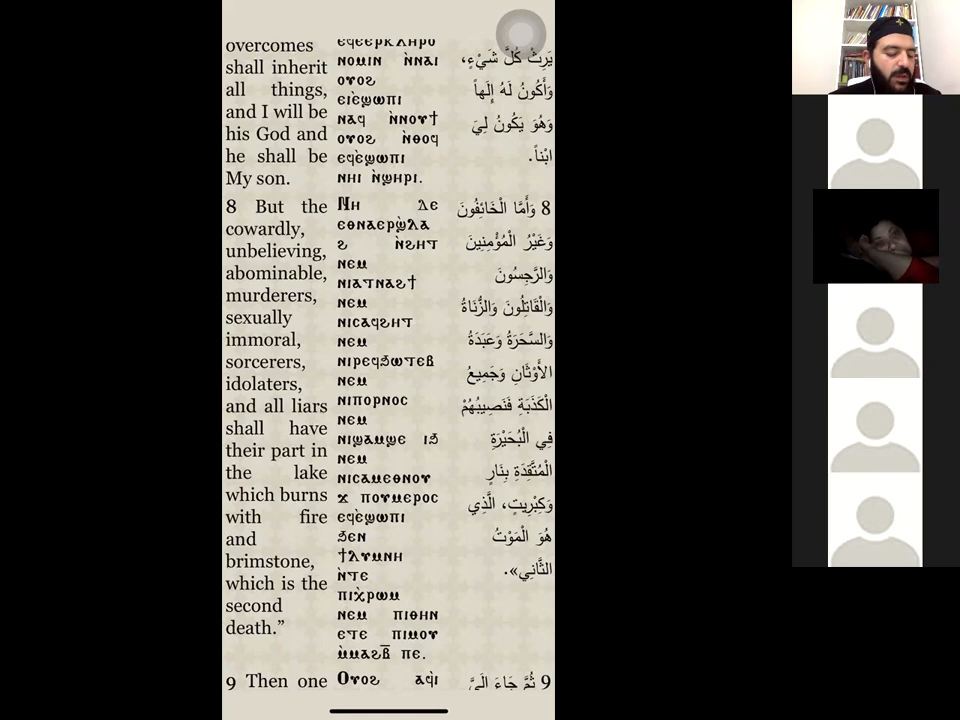 overcomes
shall inherit
all things,
and I will be
his God and
he shall be
My son.
8 But the
cowardly,
unbelieving,
abominable,
murderers,
sexually
immoral,
sorcerers,
idolaters,
and all liars
shall have
their part in
the lake
which burns
with fire
and
brimstone,
which is the
second
death.”
9 Then one
ⲉϥⲉⲉⲣⲕⲗⲏⲣⲟ
ⲛⲟⲙⲓⲛ ⲛ̀ⲛⲁⲓ
ⲟⲩⲟϩ
ⲉⲓⲉ̀ϣⲱⲡⲓ
ⲛⲁϥ ⲛ̀ⲛⲟⲩϯ
ⲟⲩⲟϩ ⲛ̀ⲑⲟϥ
ⲉϥⲉ̀ϣⲱⲡⲓ
ⲛⲏⲓ ⲛ̀ϣⲏⲣⲓ.
Ⲛⲏ ⲇⲉ
ⲉⲑⲛⲁⲉⲣϣ̀ⲗⲁ
ϩ ⲛ̀ϩⲏⲧ
ⲛⲉⲙ
ⲛⲓⲁⲧⲛⲁϩϯ
ⲛⲉⲙ
ⲛⲓⲥⲁϥϩⲏⲧ
ⲛⲉⲙ
ⲛⲓⲣⲉϥϧⲱⲧⲉⲃ
ⲛⲉⲙ
ⲛⲓⲡⲟⲣⲛⲟⲥ
ⲛⲉⲙ
ⲛⲓϣⲁⲙϣⲉ ⲓϧ
ⲛⲉⲙ
ⲛⲓⲥⲁⲙⲉⲑⲛⲟⲩ
ϫ ⲡⲟⲩⲙⲉⲣⲟⲥ
ⲉϥⲉ̀ϣⲱⲡⲓ
ϧⲉⲛ
ϯⲗⲩⲙⲛⲏ
ⲛ̀ⲧⲉ
ⲡⲓⲭ̀ⲣⲱⲙ
ⲛⲉⲙ ⲡⲓⲑⲏⲛ
ⲉⲧⲉ ⲡⲓⲙⲟⲩ
ⲙ̀ⲙⲁϩⲃ̅ ⲡⲉ.
Ⲟⲩⲟϩ ⲁϥⲓ̀
يَرِثْ كُلَّ شَيْءٍ،
وَأَكُونُ لَهُ إِلَهاً
وَهُوَ يَكُونُ لِيَ
ابْناً.
8 وَأَمَّا الْخَائِفُونَ
وَغَيْرُ الْمُؤْمِنِينَ
وَالرَّجِسُونَ
وَالْقَاتِلُونَ وَالزُّنَاةُ
وَالسَّحَرَةُ وَعَبَدَةُ
الأَوْثَانِ وَجَمِيعُ
الْكَذَبَةِ فَنَصِيبُهُمْ
فِي الْبُحَيْرَةِ
الْمُتَّقِدَةِ بِنَارٍ
وَكِبْرِيتٍ، الَّذِي
هُوَ الْمَوْتُ
الثَّانِي».
9 ثُمَّ جَاءَ إِلَيَّ